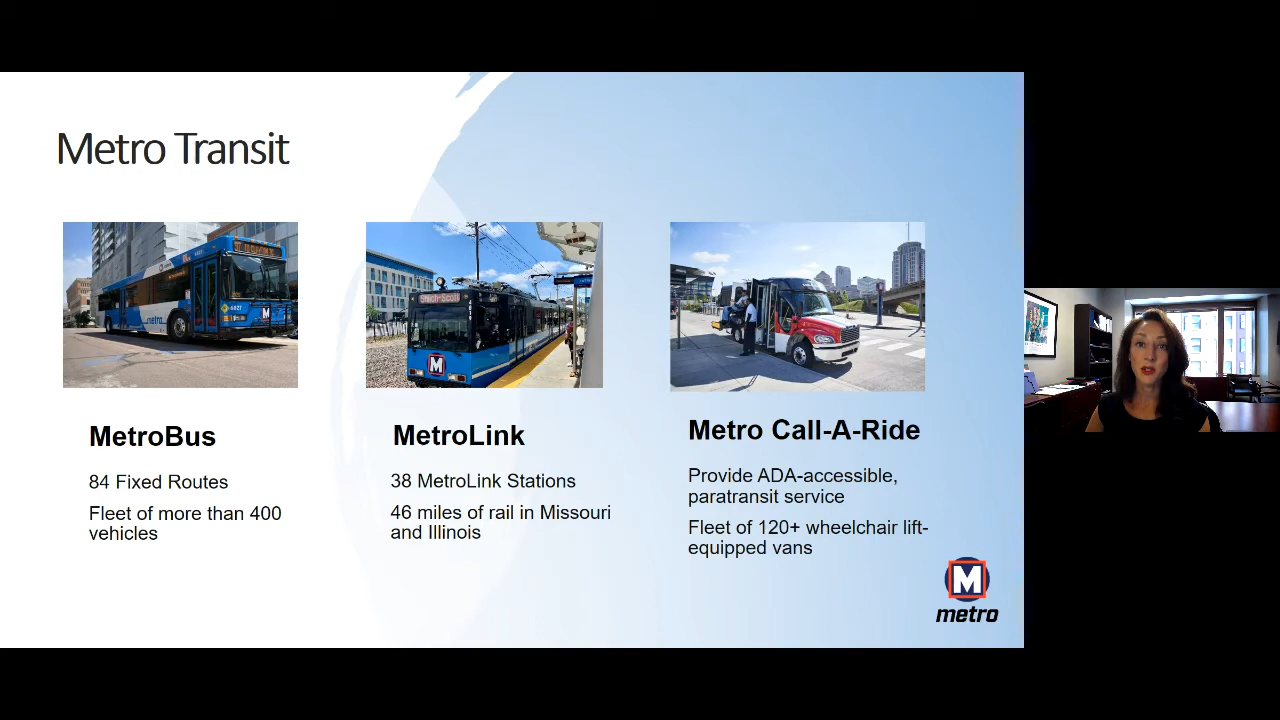 Metro Transit
MetroBus
84 Fixed Routes
Fleet of more than 400
vehicles
MetroLink
38 MetroLink Stations
46 miles of rail in Missouri
and Illinois
Metro Call-A-Ride
Provide ADA-accessible,
paratransit service
Fleet of 120+ wheelchair lift-
equipped vans
M
metro